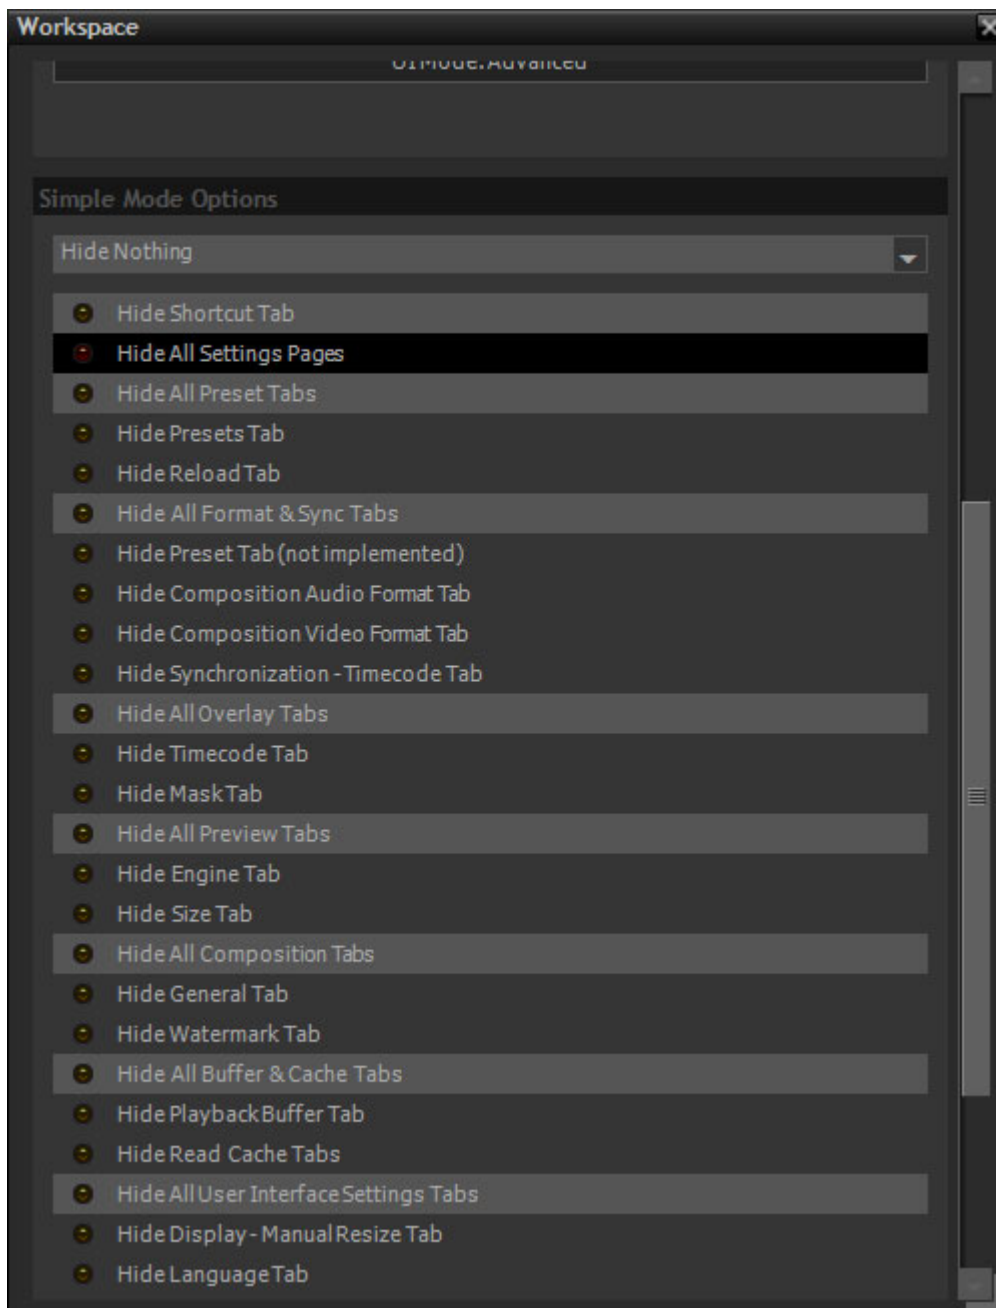 Workspace
UIMode:Advanced
Simple Mode Options
Hide Nothing
Hide Shortcut Tab
Hide All Settings Pages
Hide All Preset Tabs
Hide Presets Tab
Hide Reload Tab
Hide All Format & Sync Tabs
Hide Preset Tab (not implemented)
Hide Composition Audio Format Tab
Hide Composition Video Format Tab
Hide Synchronization - Timecode Tab
Hide All Overlay Tabs
Hide Timecode Tab
Hide Mask Tab
Hide All Preview Tabs
Hide Engine Tab
Hide Size Tab
Hide All Composition Tabs
Hide General Tab
Hide Watermark Tab
Hide All Buffer & Cache Tabs
Hide Playback Buffer Tab
Hide Read Cache Tabs
Hide All User Interface Settings Tabs
Hide Display - Manual Resize Tab
Hide Language Tab